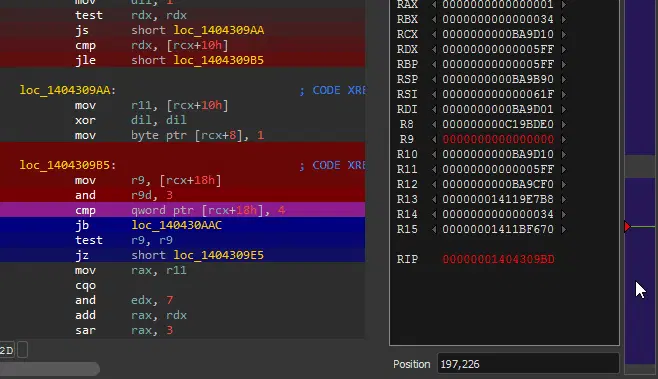 mov dil, 1
test rdx, rdx
js short loc_1404309AA
cmp rdx, [rcx+10h]
jle short loc_1404309B5
loc_1404309AA: ; CODE XRE
mov r11, [rcx+10h]
xor dil, dil
mov byte ptr [rcx+8], 1
loc_1404309B5: ; CODE XRE
mov r9, [rcx+18h]
and r9d, 3
cmp qword ptr [rcx+18h], 4
jb loc_140430AAC
test r9, r9
jz short loc_1404309E5
mov rax, r11
cqo
and edx, 7
add rax, rdx
sar rax, 3
2D
RAX 0000000000000001
RBX 0000000000000034
RCX 0000000000BA9D10
RDX 00000000000005FF
RBP 00000000000005FF
RSP 0000000000BA9B90
RSI 000000000000061F
RDI 0000000000BA9D01
R8 000000000C19BDE0
R9 0000000000000000
R10 0000000000BA9D10
R11 00000000000005FF
R12 0000000000BA9CF0
R13 000000014119E7B8
R14 0000000000000034
R15 00000001411BF670
RIP 00000001404309BD
Position 197,226